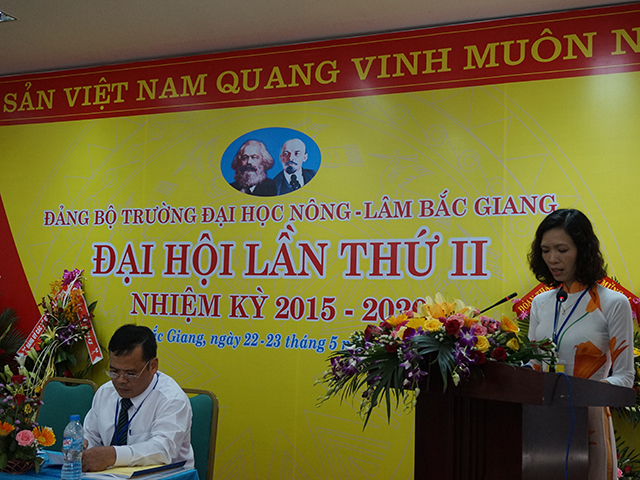 SẢN VIỆT NAM QUANG VINH MUÔN N
ĐẢNG BỘ TRƯỜNG ĐẠI HỌC NÔNG - LÂM BẮC GIANG
ĐẠI HỘI LẦN THỨ II
NHIỆM KỲ 2015 - 2020
Bắc Giang, ngày 22-23 tháng 5